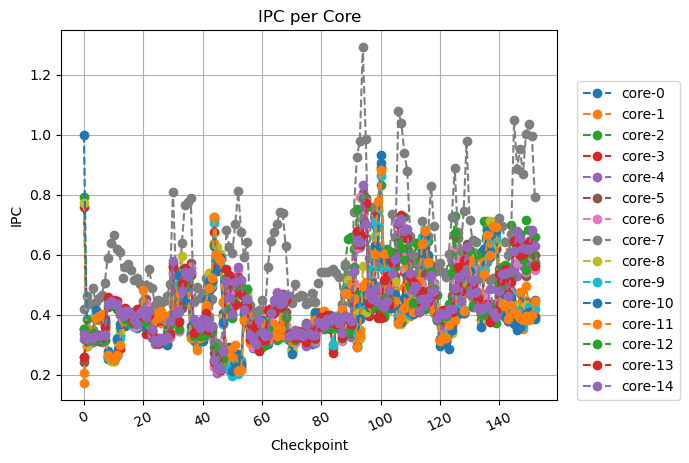 IPC per Core
IPC
1.2
1.0
0.8
0.6
0.4
0.2
0 20 40 60 80 100 120 140
Checkpoint
core-0
core-1
core-2
core-3
core-4
core-5
core-6
core-7
core-8
core-9
core-10
core-11
core-12
core-13
core-14